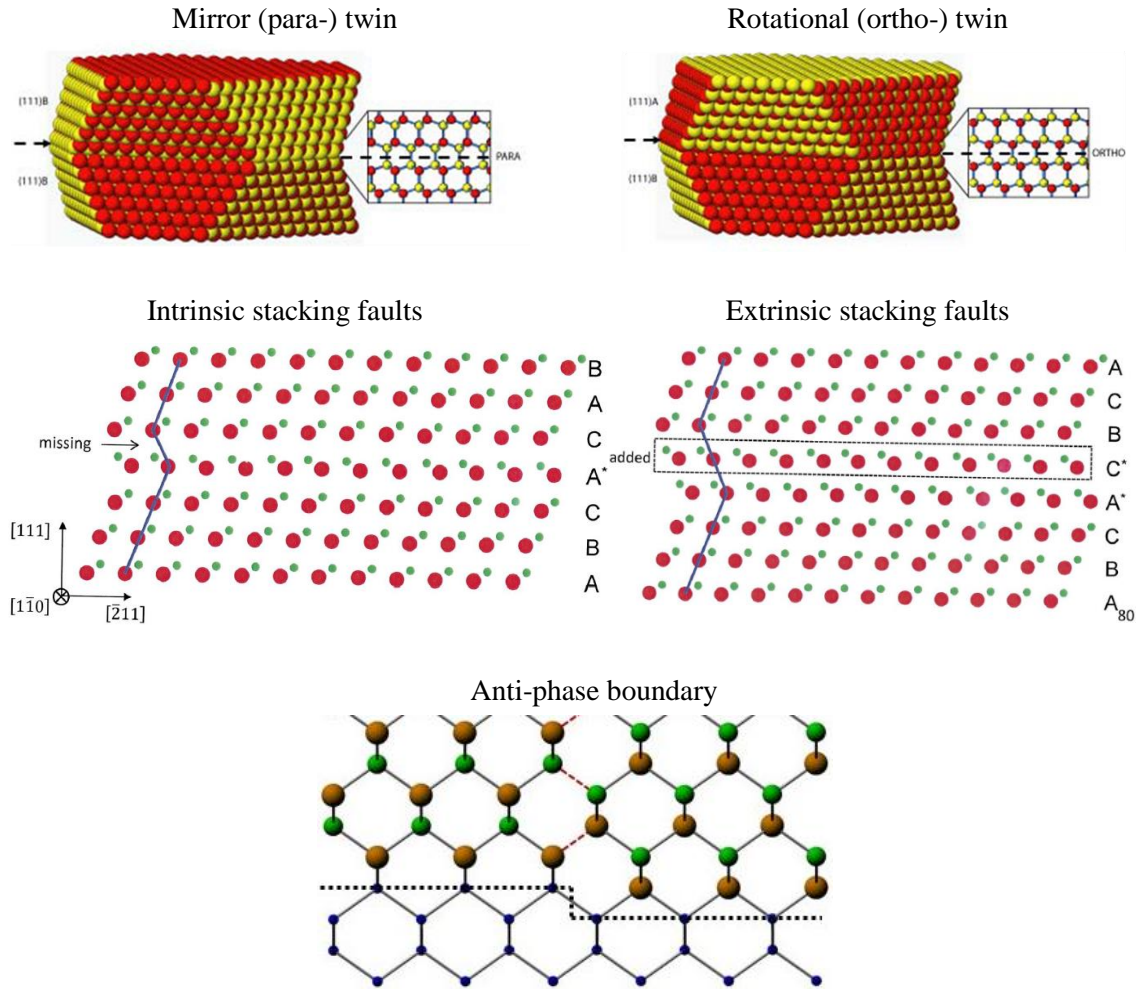 Mirror (para-) twin
Rotational (ortho-) twin
(111)B
(111)B
PARA
(111)A
(111)B
ORTHO
Intrinsic stacking faults
Extrinsic stacking faults
B
A
missing
C
A*
C
B
A
[111]
[11̅0]
[2̅11]
A
C
B
added
C*
A*
C
B
A80
Anti-phase boundary